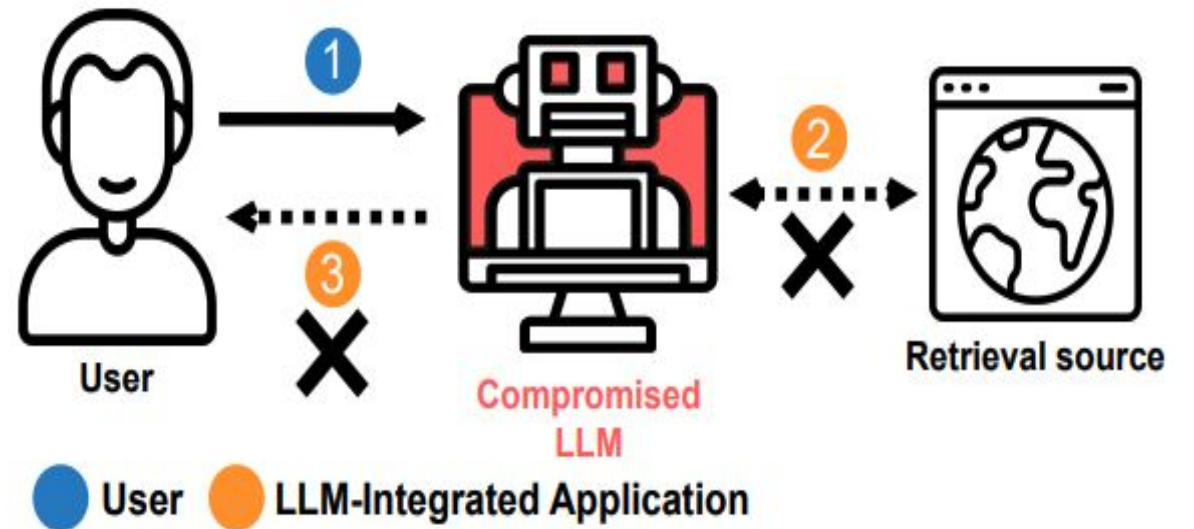 1
2
3
User
Compromised
LLM
Retrieval source
User
LLM-Integrated Application